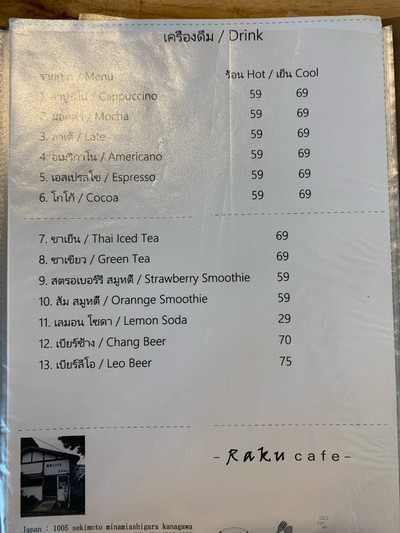 เครื่องดื่ม / Drink
รายการ / Menu ร้อน Hot / เย็น Cool
1. คาปูชิโน / Cappuccino 59 69
2. มอคค่า / Mocha 59 69
3. ลาเต้ / Late 59 69
4. อเมริกาโน / Americano 59 69
5. เอสเปรสโซ / Espresso 59 69
6. โกโก้ / Cocoa 59 69
7. ชาเย็น / Thai Iced Tea 69
8. ชาเขียว / Green Tea 69
9. สตรอเบอร์รี สมูทตี / Strawberry Smoothie 59
10. ส้ม สมูทตี / Orannge Smoothie 59
11. เลมอน โซดา / Lemon Soda 29
12. เบียร์ช้าง / Chang Beer 70
13. เบียร์ลีโอ / Leo Beer 75
- Raku cafe -
Japan : 1005 sekimoto minamiashigara kanagawa